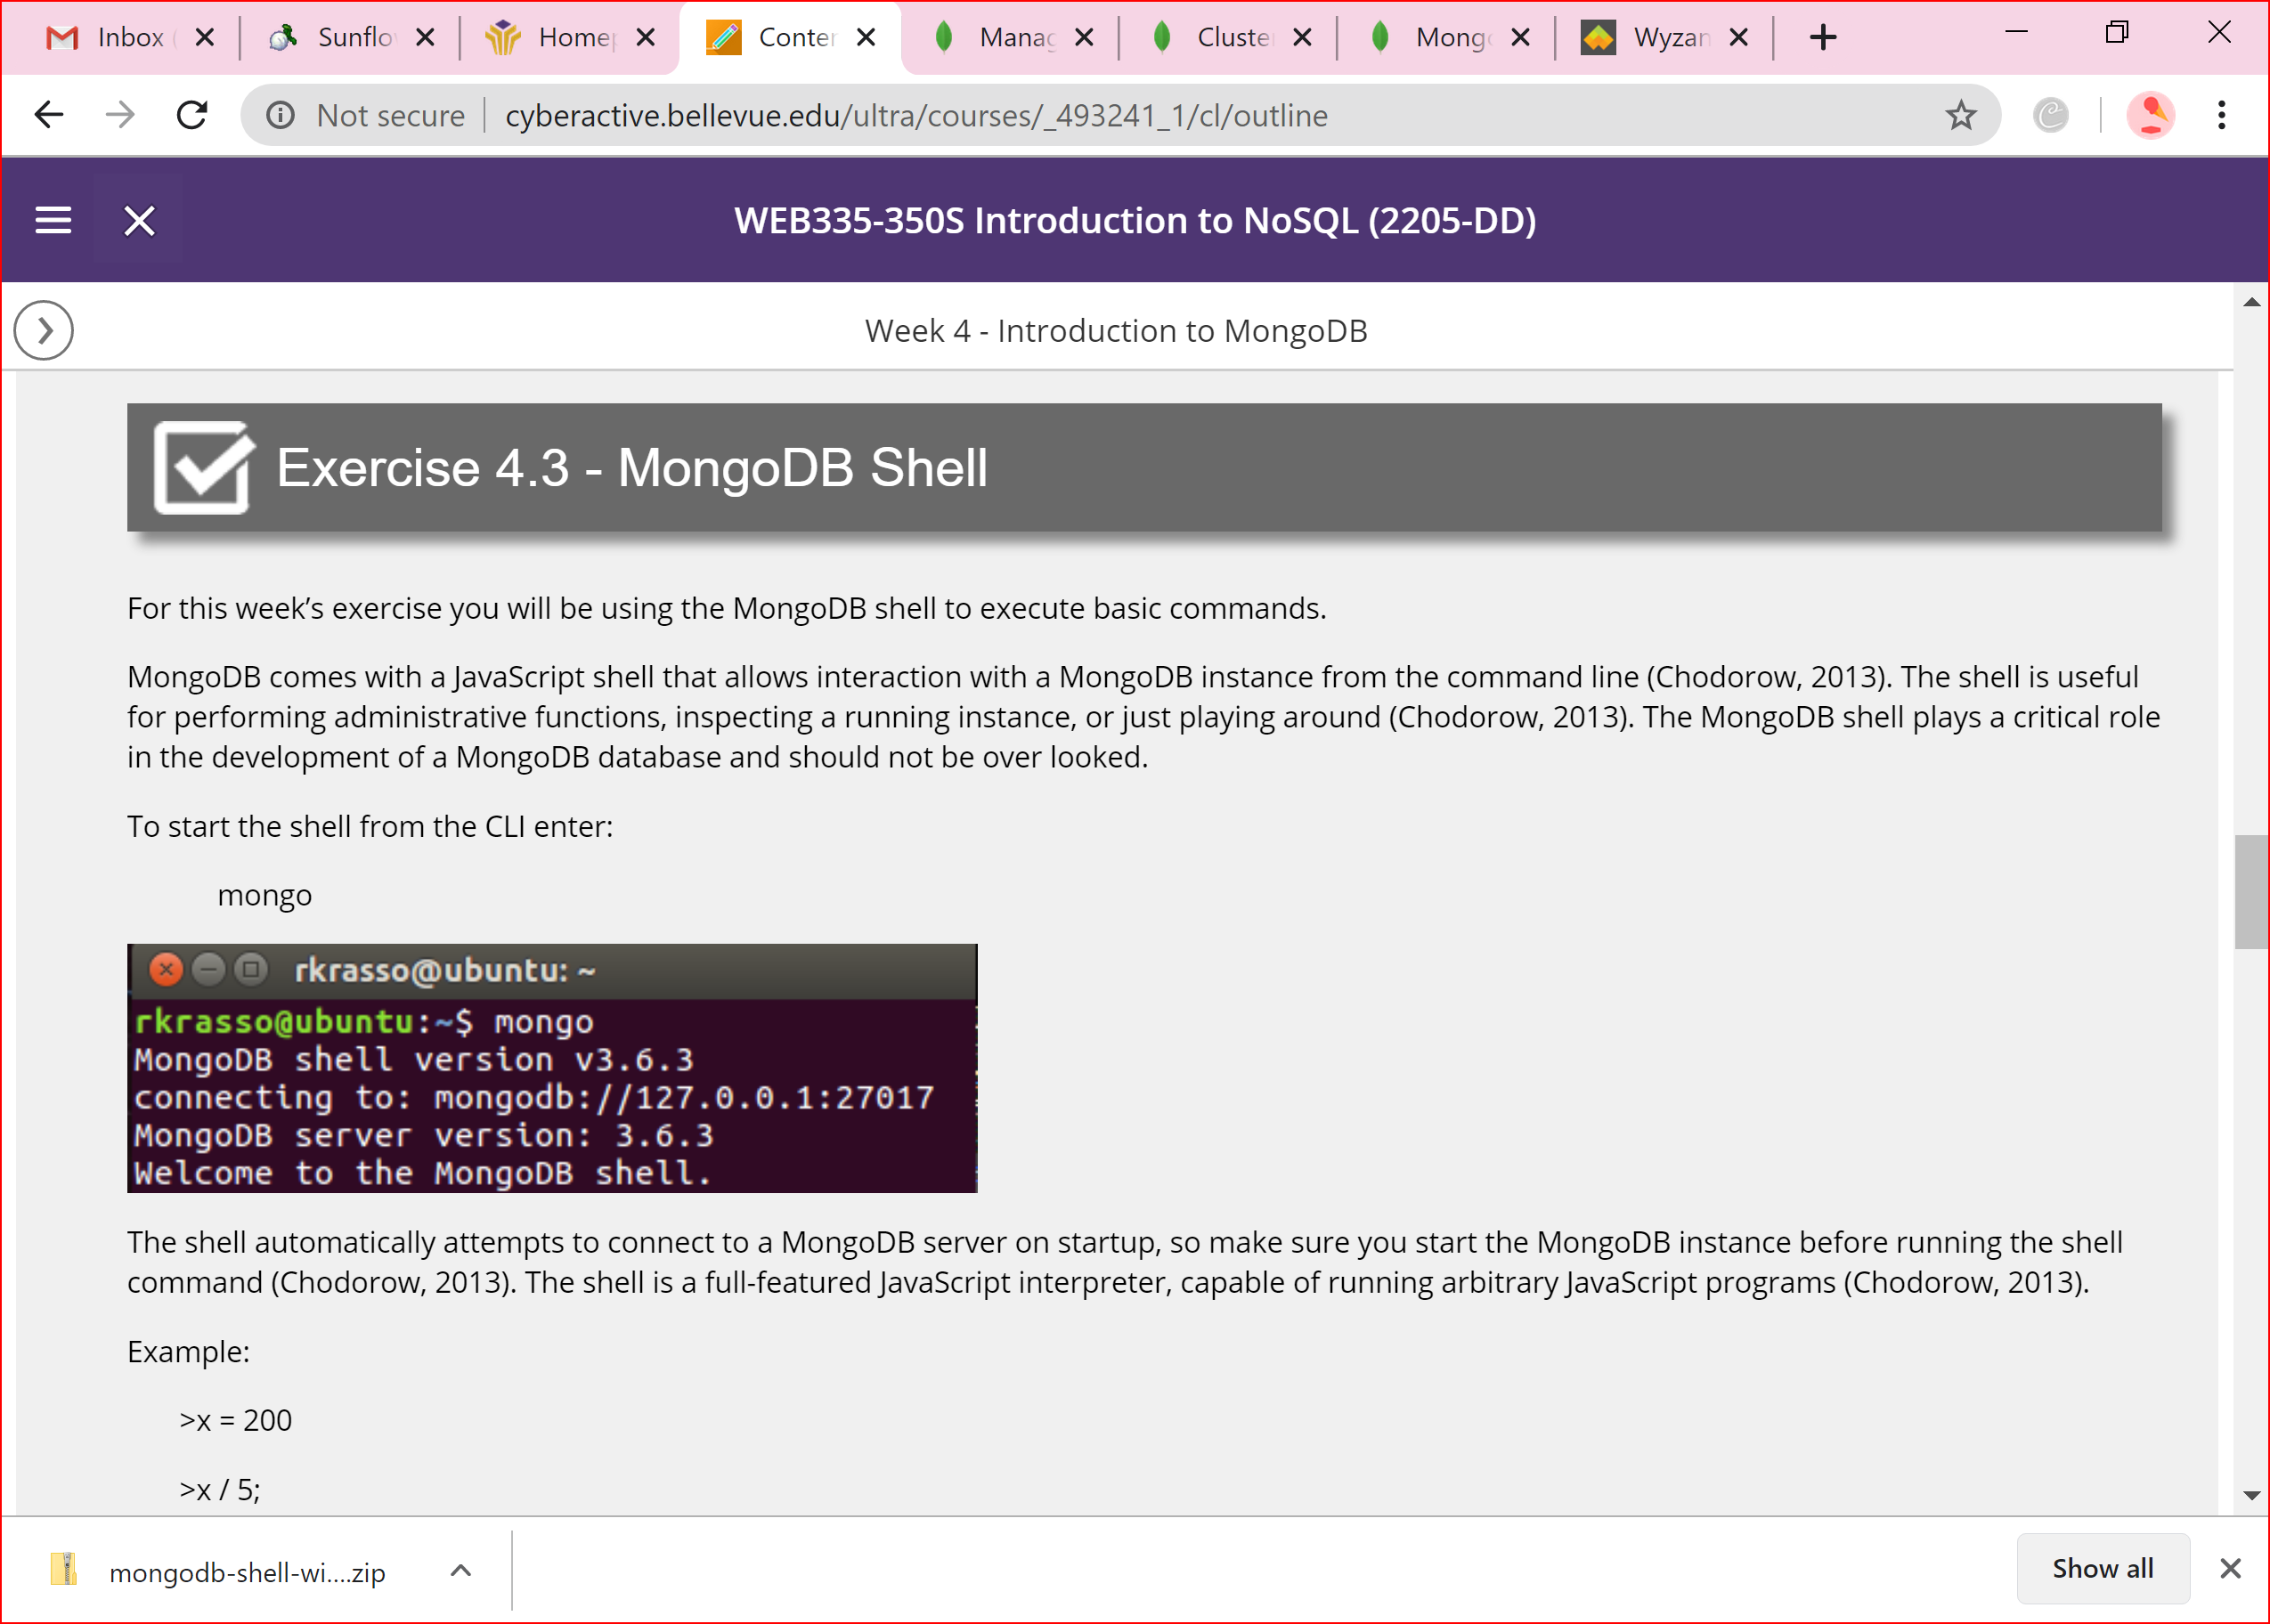 Inbox
Sunflo
Home
Conter
Manag
Cluste
Mong
Wyzan
Not secure
cyberactive.bellevue.edu/ultra/courses/_493241_1/cl/outline
WEB335-350S Introduction to NoSQL (2205-DD)
Week 4 - Introduction to MongoDB
Exercise 4.3 - MongoDB Shell
For this week’s exercise you will be using the MongoDB shell to execute basic commands.
MongoDB comes with a JavaScript shell that allows interaction with a MongoDB instance from the command line (Chodorow, 2013). The shell is useful
for performing administrative functions, inspecting a running instance, or just playing around (Chodorow, 2013). The MongoDB shell plays a critical role
in the development of a MongoDB database and should not be over looked.
To start the shell from the CLI enter:
mongo
rkrasso@ubuntu: ~
rkrasso@ubuntu:~$ mongo
MongoDB shell version v3.6.3
connecting to: mongodb://127.0.0.1:27017
MongoDB server version: 3.6.3
Welcome to the MongoDB shell.
The shell automatically attempts to connect to a MongoDB server on startup, so make sure you start the MongoDB instance before running the shell
command (Chodorow, 2013). The shell is a full-featured JavaScript interpreter, capable of running arbitrary JavaScript programs (Chodorow, 2013).
Example:
>x = 200
>x / 5;
mongodb-shell-wi....zip
Show all